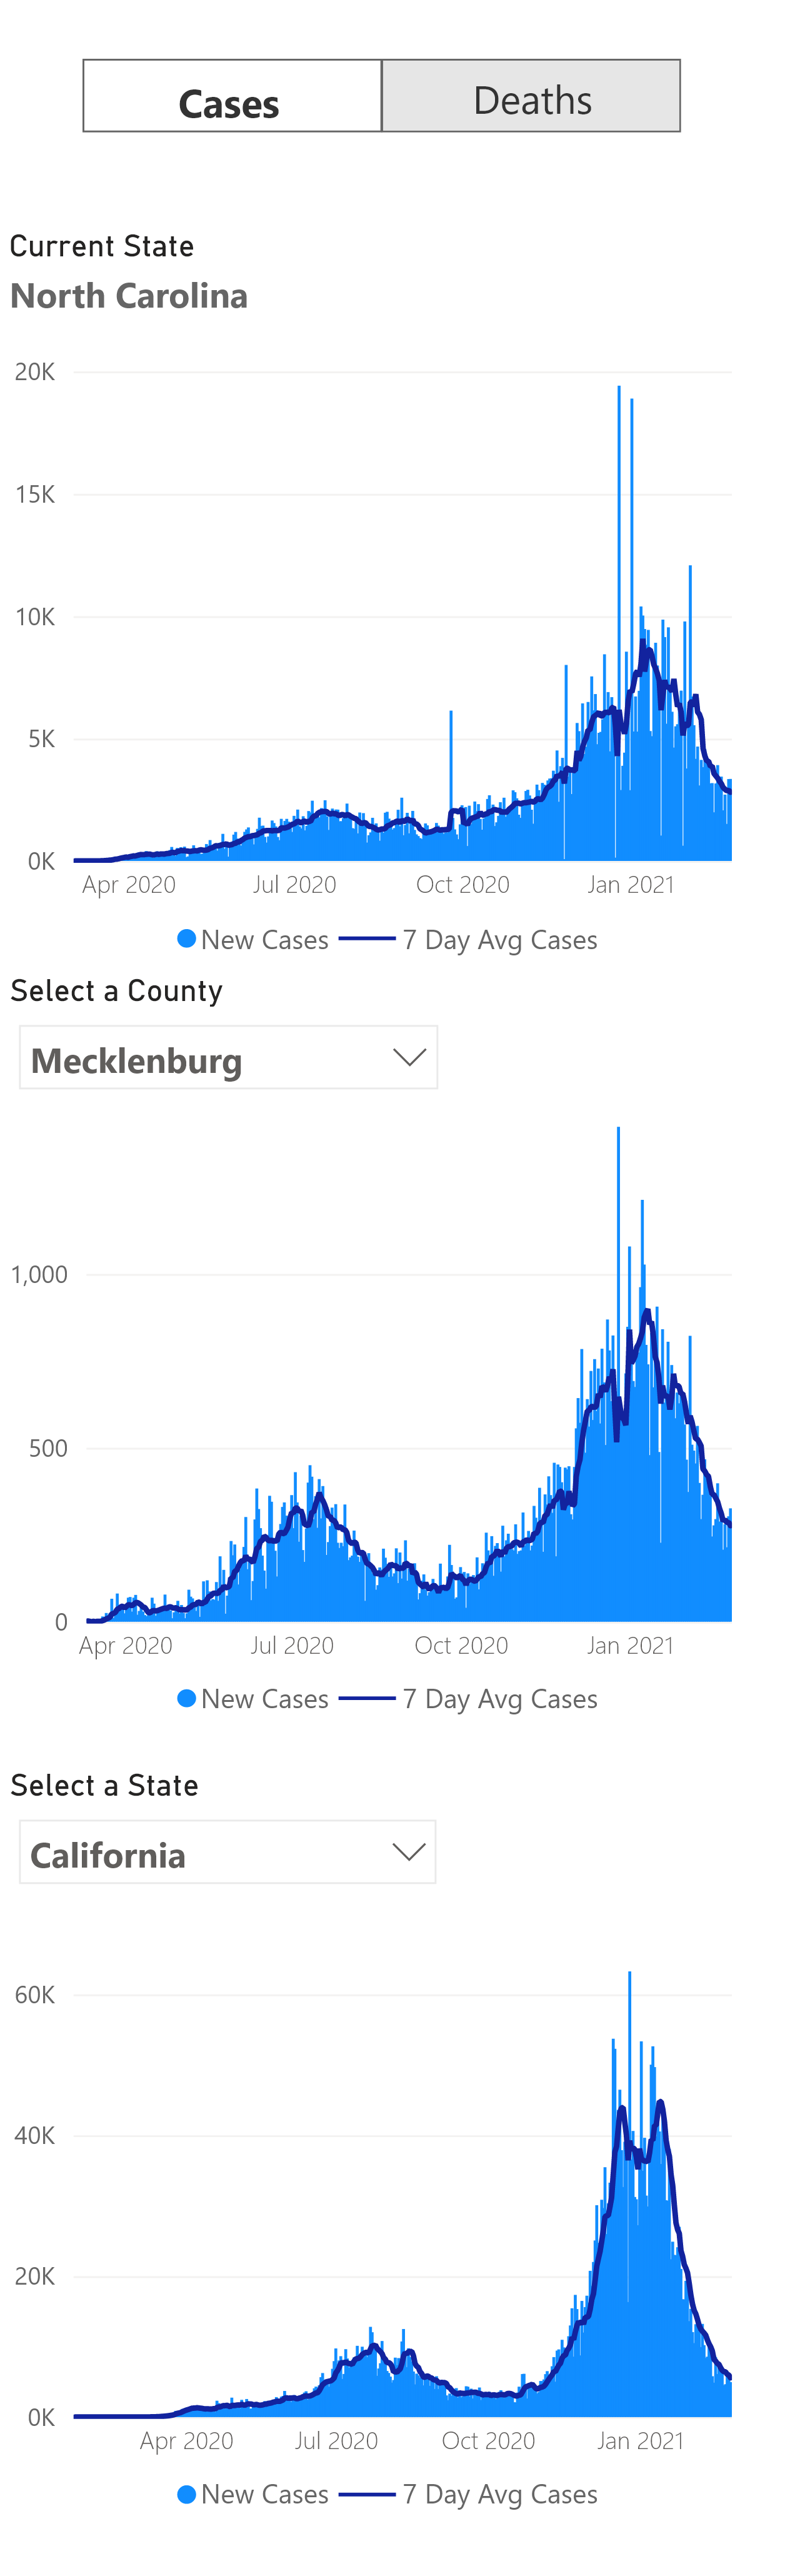 Cases Deaths
Current State
North Carolina
20K
15K
10K
5K
0K
Apr 2020 Jul 2020 Oct 2020 Jan 2021
New Cases 7 Day Avg Cases
Select a County
Mecklenburg
1,000
500
0
Apr 2020 Jul 2020 Oct 2020 Jan 2021
New Cases 7 Day Avg Cases
Select a State
California
60K
40K
20K
0K
Apr 2020 Jul 2020 Oct 2020 Jan 2021
New Cases 7 Day Avg Cases